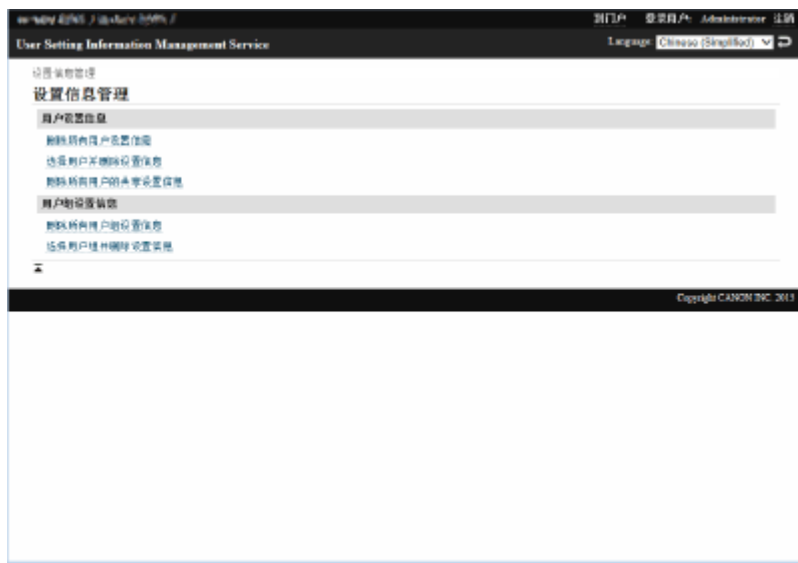 到门户 登录用户: Administrator 注销
User Setting Information Management Service
Language: Chinese (Simplified)
设置信息管理
设置信息管理
用户设置信息
删除所有用户设置信息
选择用户并删除设置信息
删除所有用户的共享设置信息
用户组设置信息
删除所有用户组设置信息
选择用户组并删除设置信息
Copyright CANON INC. 2015